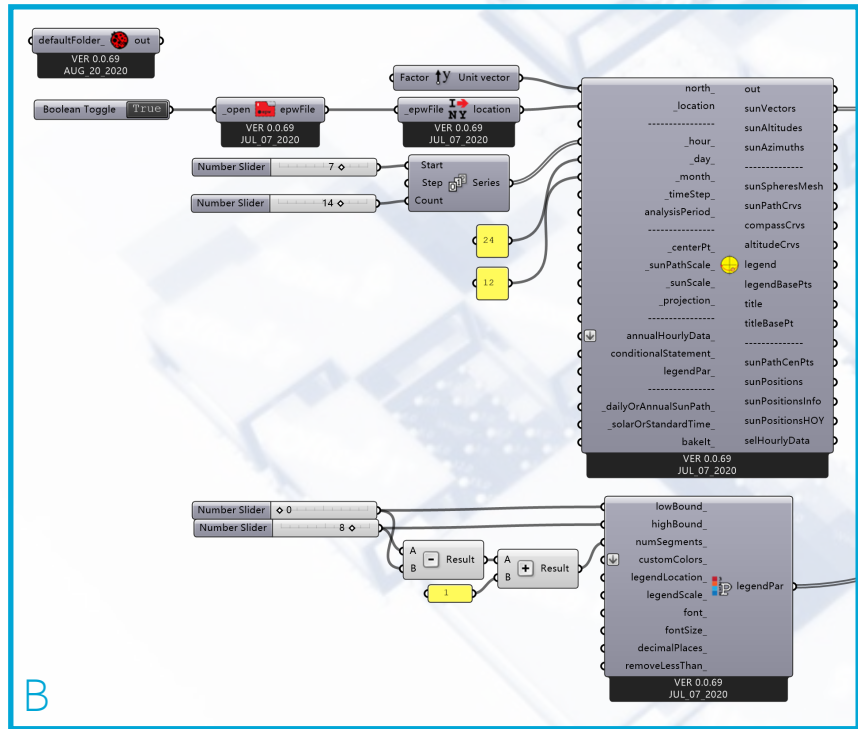 defaultFolder_ out
VER 0.0.69
AUG_20_2020
Boolean Toggle True
_open epwFile
VER 0.0.69
JUL_07_2020
Factor Y Unit vector
_epwFile I NY location
VER 0.0.69
JUL_07_2020
Number Slider 7
Number Slider 14
Start
Step Series
Count
24
12
north_ out
_location sunVectors
---------------- sunAltitudes
_hour_ sunAzimuths
_day_ --------------
_month_ sunSpheresMesh
_timeStep_ sunPathCrvs
analysisPeriod_ compassCrvs
---------------- altitudeCrvs
_centerPt_ legend
_sunPathScale_ legendBasePts
_sunScale_ title
_projection_ titleBasePt
---------------- --------------
annualHourlyData_ sunPathCenPts
conditionalStatement_ sunPositions
legendPar_ sunPositionsInfo
---------------- sunPositionsHOY
_dailyOrAnnualSunPath_ selHourlyData
_solarOrStandardTime_
bakeIt_
VER 0.0.69
JUL_07_2020
Number Slider 0
Number Slider 8
A
B
- Result
A
B
+ Result
1
lowBound_
highBound_
numSegments_
customColors_
legendLocation_
legendScale_ P legendPar
font_
fontSize_
decimalPlaces_
removeLessThan_
VER 0.0.69
JUL_07_2020
B